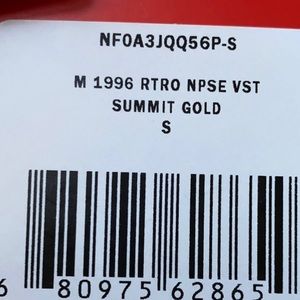 NF0A3JQQ56P-S
M 1996 RTRO NPSE VST
SUMMIT GOLD
S
6 80975 62865